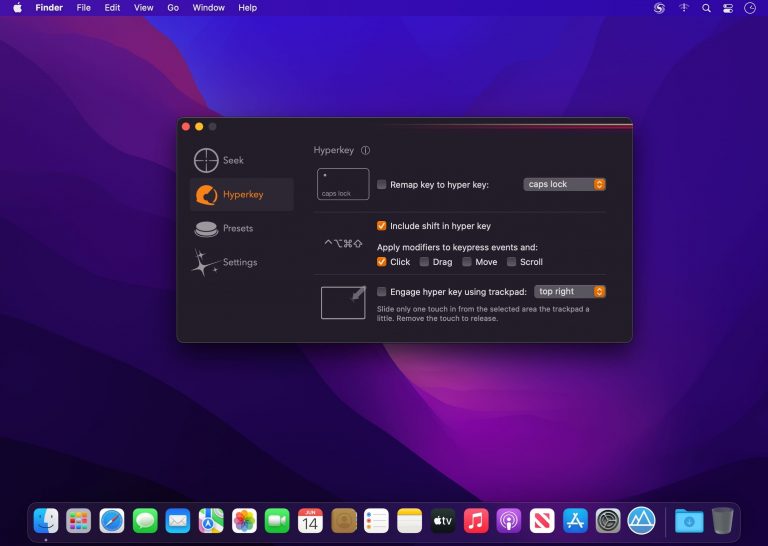 Finder File Edit View Go Window Help
Seek
Hyperkey
Presets
Settings
Hyperkey
caps lock
Remap key to hyper key: caps lock
^⌥⌘⇧
Include shift in hyper key
Apply modifiers to keypress events and:
Click Drag Move Scroll
Engage hyper key using trackpad: top right
Slide only one touch in from the selected area the trackpad a
little. Remove the touch to release.
JUN
14
tv